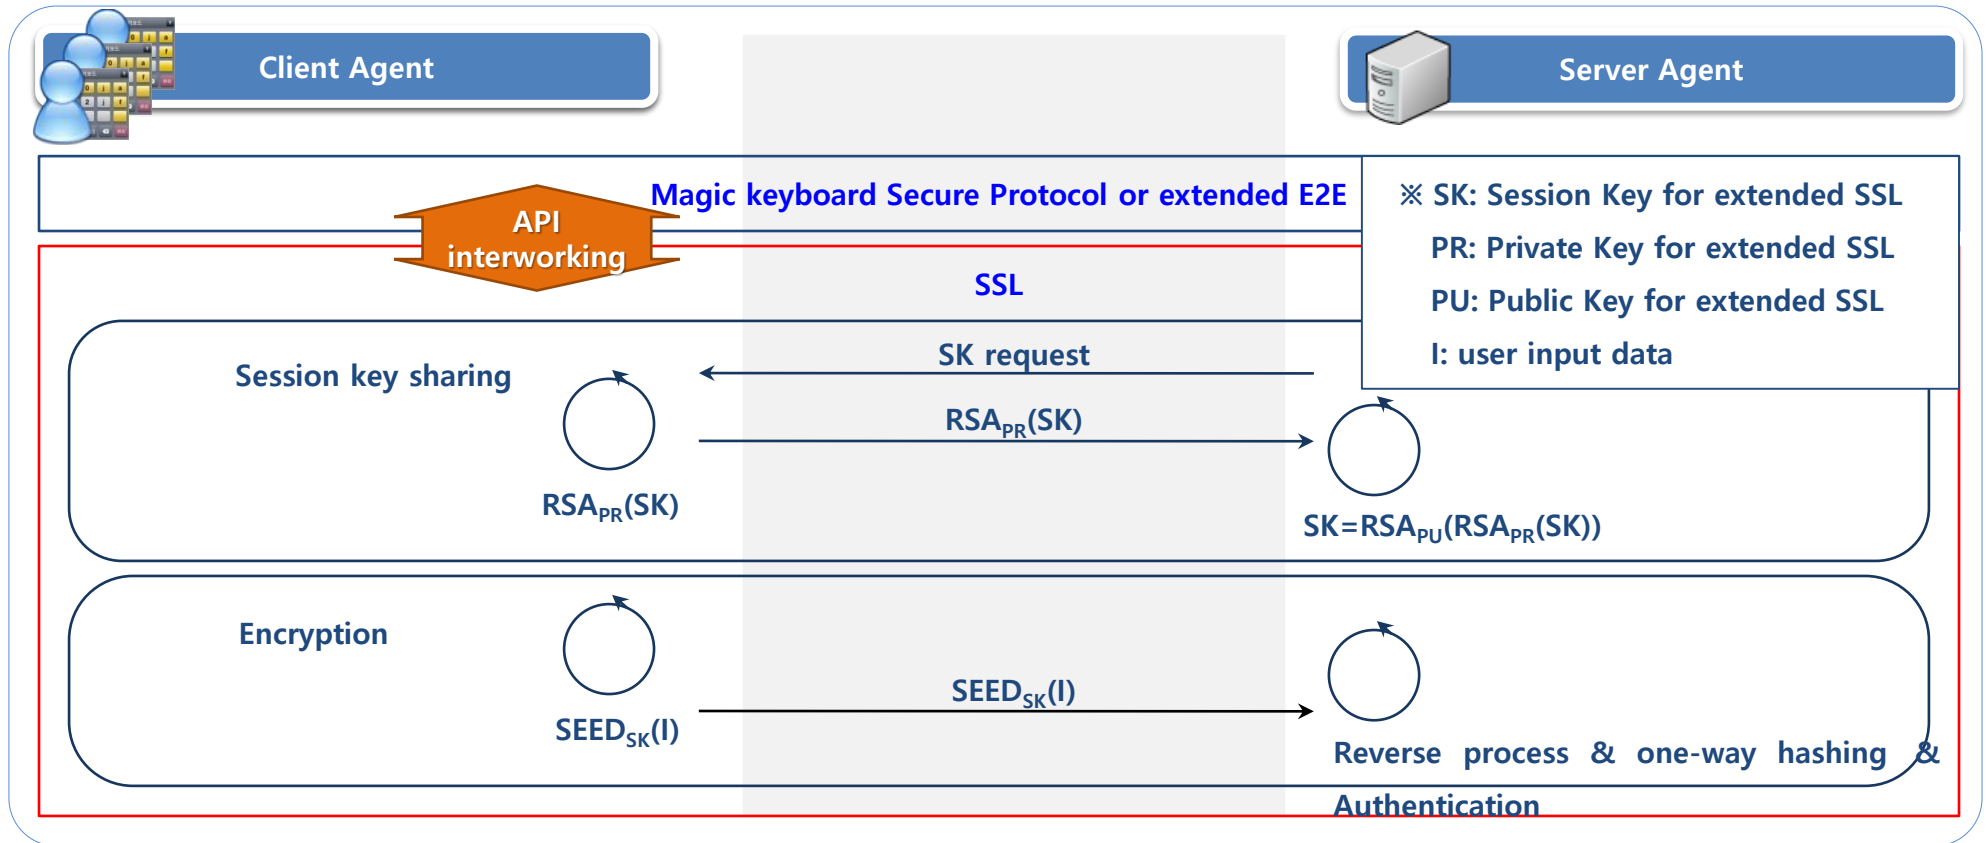 Client Agent
Server Agent
Magic keyboard Secure Protocol or extended E2E
※ SK: Session Key for extended SSL
PR: Private Key for extended SSL
PU: Public Key for extended SSL
I: user input data
API
interworking
SSL
Session key sharing
SK request
RSAPR(SK)
RSAPR(SK)
SK=RSAPU(RSAPR(SK))
Encryption
SEEDSK(I)
SEEDSK(I)
Reverse process & one-way hashing &
Authentication